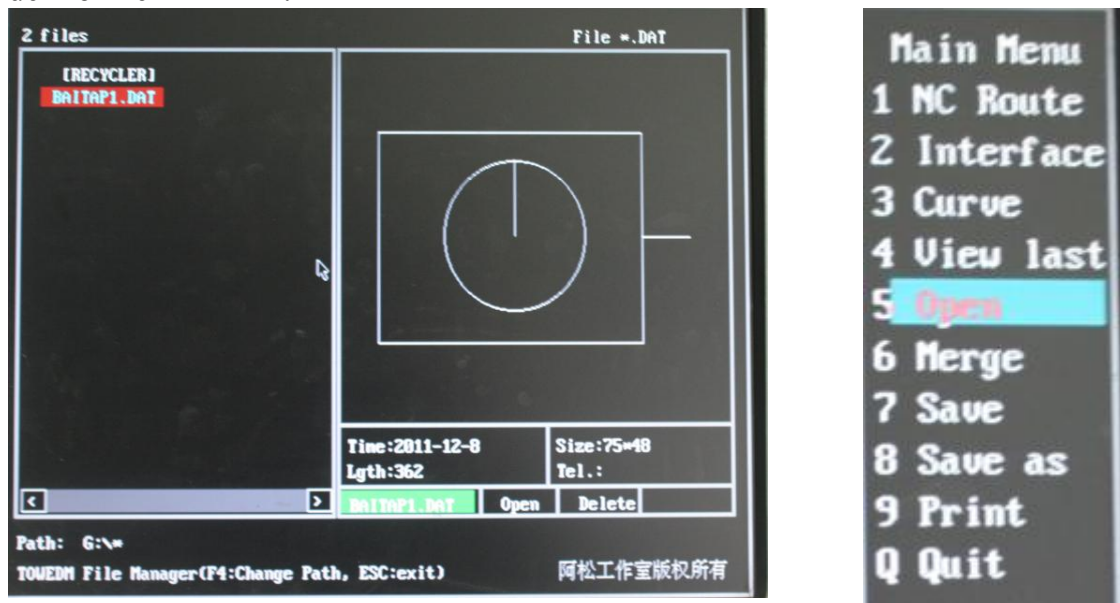 2 files
File *.DAT
[RECYCLER]
BAITAP1.DAT
Time:2011-12-8
Size:75*48
Lgth:362
Tel.:
< >
BAITAP1.DAT Open Delete
Path: G:\*
TOWEDM File Manager(F4:Change Path, ESC:exit)
阿松工作室版权所有
Main Menu
1 NC Route
2 Interface
3 Curve
4 View last
5 Open
6 Merge
7 Save
8 Save as
9 Print
Q Quit